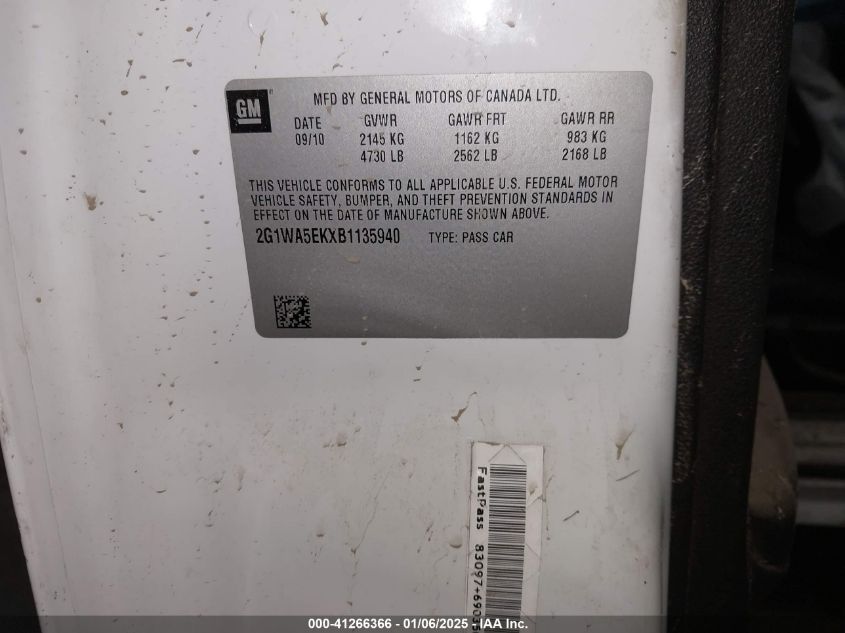 GM
MFD BY GENERAL MOTORS OF CANADA LTD.
DATE GVWR GAWR FRT GAWR RR
09/10 2145 KG 1162 KG 983 KG
4730 LB 2562 LB 2168 LB
THIS VEHICLE CONFORMS TO ALL APPLICABLE U.S. FEDERAL MOTOR
VEHICLE SAFETY, BUMPER, AND THEFT PREVENTION STANDARDS IN
EFFECT ON THE DATE OF MANUFACTURE SHOWN ABOVE.
2G1WA5EKXB1135940 TYPE: PASS CAR
FastPass
000-41266366 - 01/06/2025 - IAA Inc.